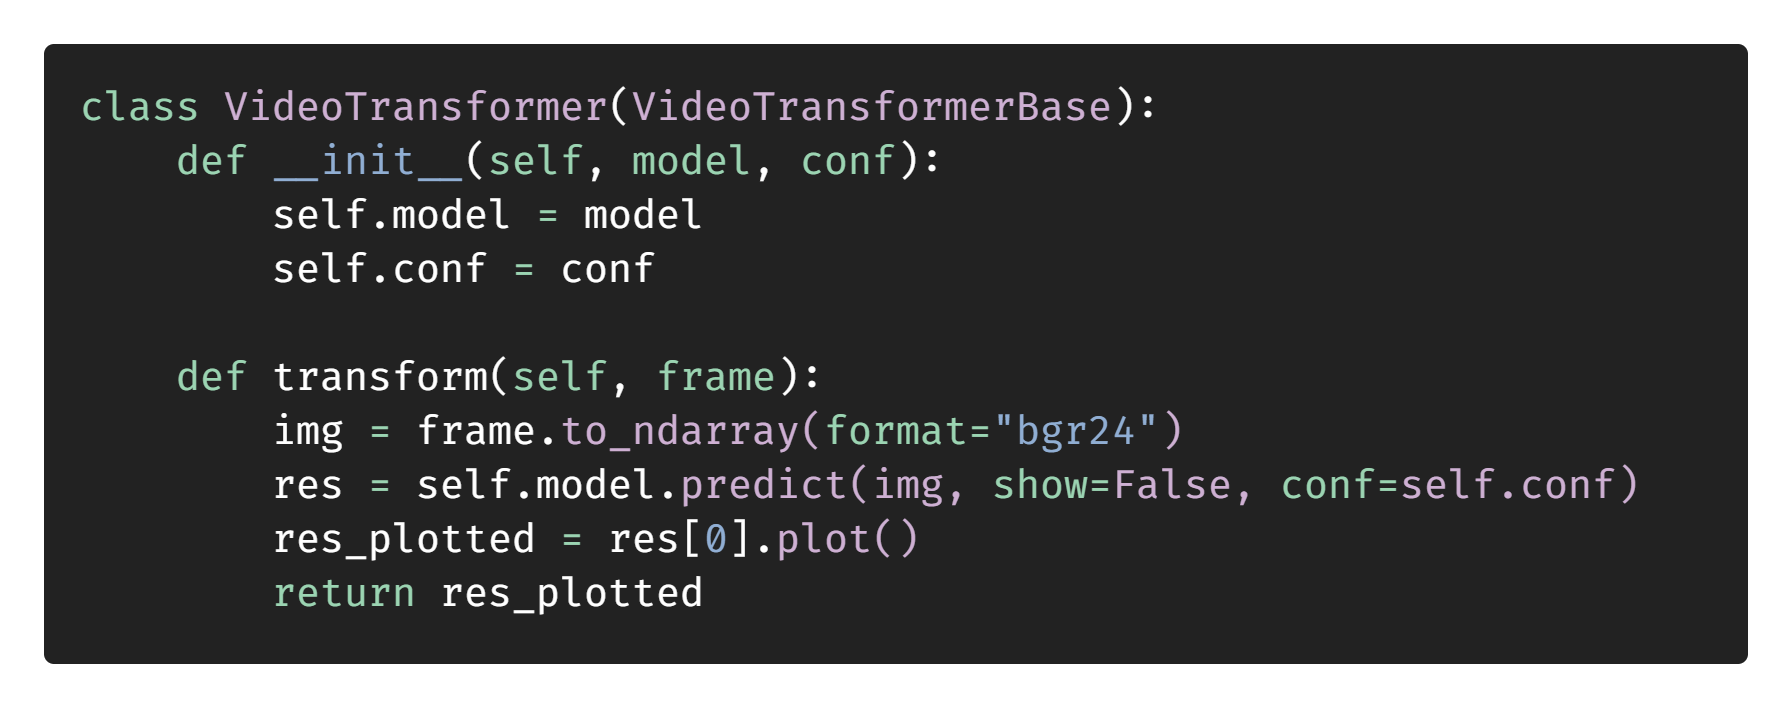 class VideoTransformer(VideoTransformerBase):
    def __init__(self, model, conf):
        self.model = model
        self.conf = conf

    def transform(self, frame):
        img = frame.to_ndarray(format="bgr24")
        res = self.model.predict(img, show=False, conf=self.conf)
        res_plotted = res[0].plot()
        return res_plotted